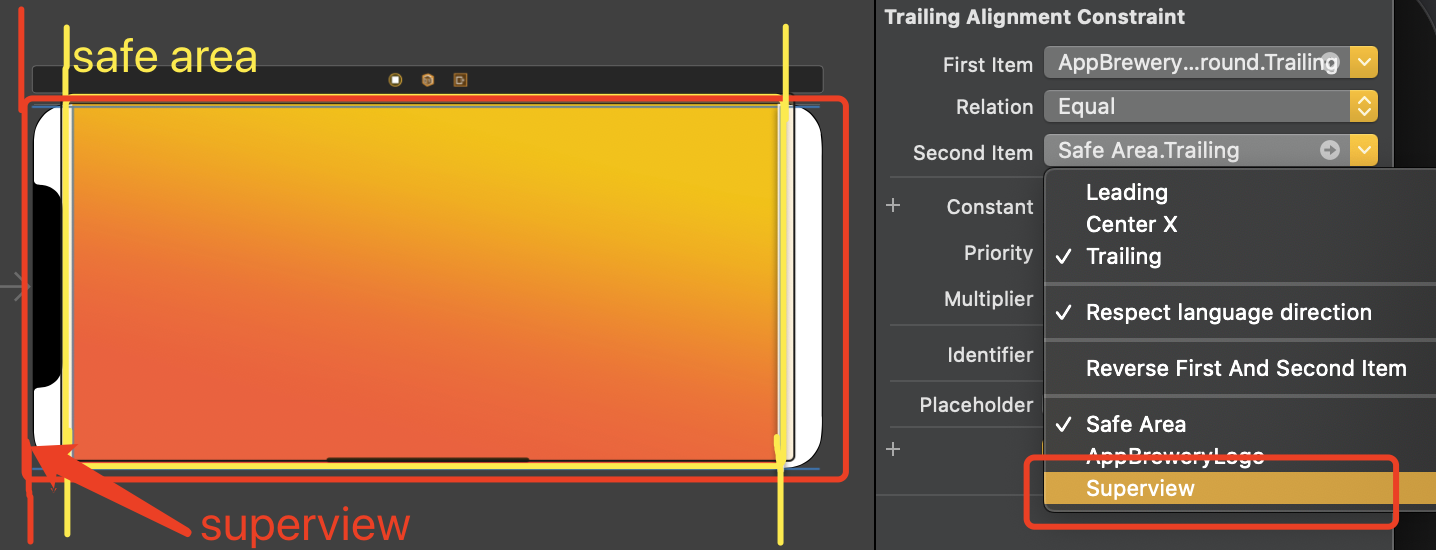 safe area
superview
Trailing Alignment Constraint
First Item AppBrewery...round.Trailing
Relation Equal
Second Item Safe Area.Trailing
Constant
Priority
Multiplier
Identifier
Placeholder
Leading
Center X
✓ Trailing
✓ Respect language direction
Reverse First And Second Item
✓ Safe Area
AppBreweryLogo
Superview